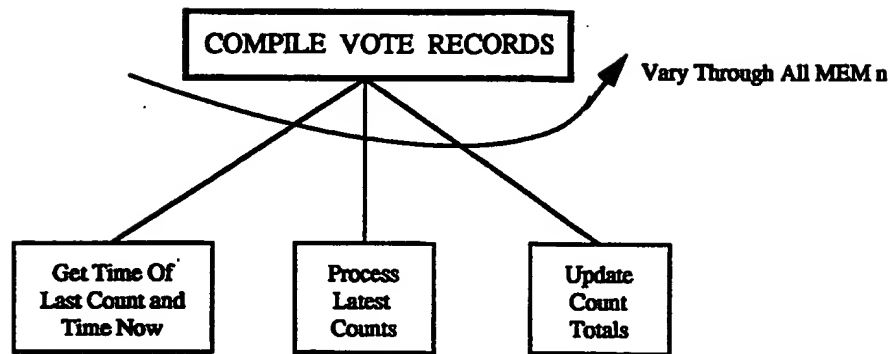 COMPILE VOTE RECORDS
Vary Through All MEM n
Get Time Of
Last Count and
Time Now
Process
Latest
Counts
Update
Count
Totals